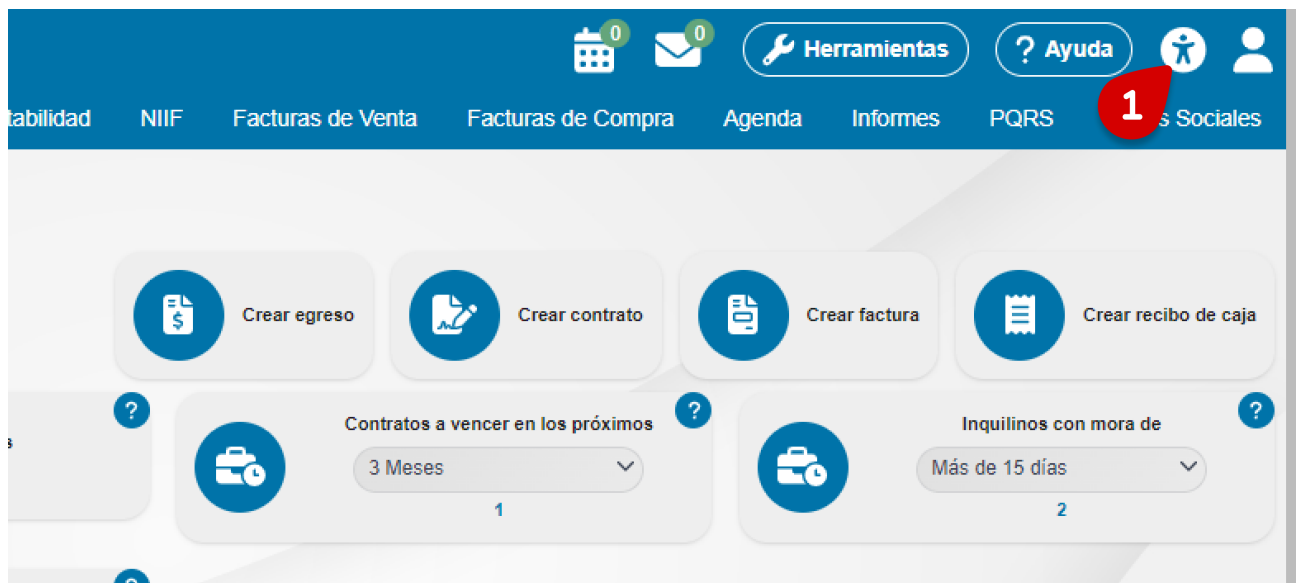 0
0
Herramientas
? Ayuda
1
tabilidad NIIF Facturas de Venta Facturas de Compra Agenda Informes PQRS s Sociales
Crear egreso
Crear contrato
Crear factura
Crear recibo de caja
s
?
Contratos a vencer en los próximos
?
3 Meses
1
Inquilinos con mora de
?
Más de 15 días
2
?